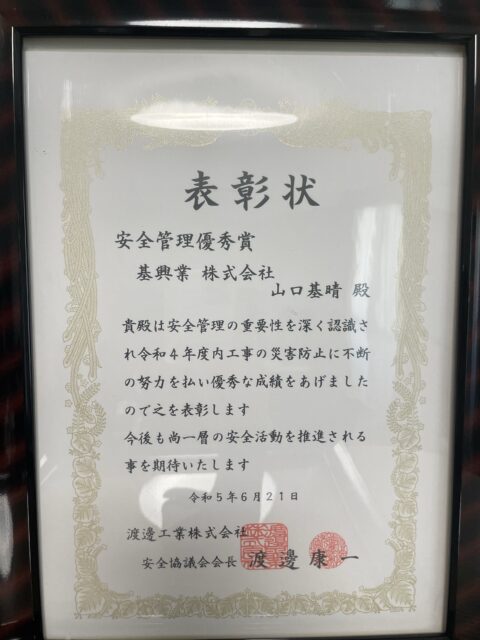 表彰状
安全管理優秀賞
基興業 株式会社
山口基晴 殿
貴殿は安全管理の重要性を深く認識さ
れ令和4年度内工事の災害防止に不断
の努力を払い優秀な成績をあげました
ので之を表彰します
今後も尚一層の安全活動を推進される
事を期待いたします
令和5年6月21日
渡邊工業株式会社
安全協議会会長 渡邊康一